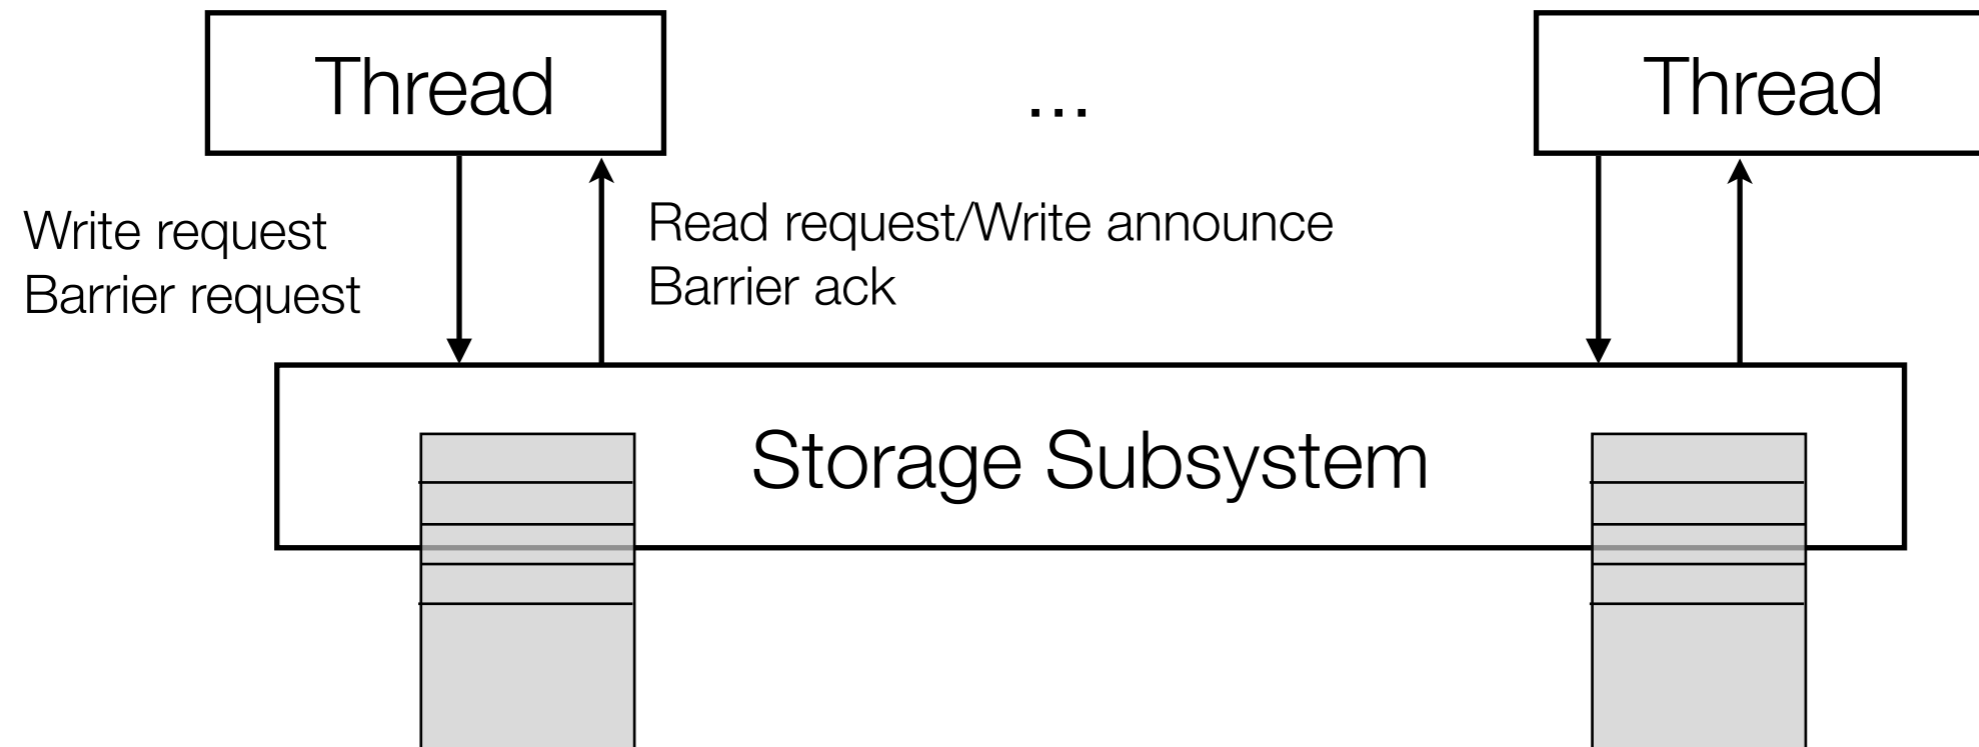 Thread
...
Thread
Write request
Barrier request
Read request/Write announce
Barrier ack
Storage Subsystem